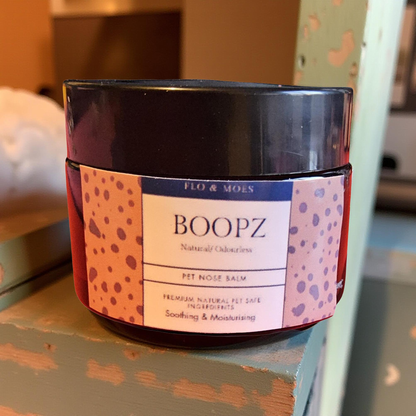 FLO & MOES
BOOPZ
Natural/ Odourless
PET NOSE BALM
PREMIUM NATURAL PET SAFE
INGREDIENTS
Soothing & Moisturising